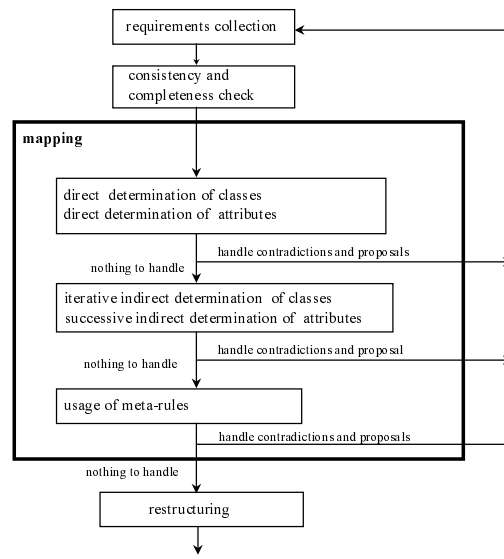 requirements collection
consistency and
completeness check
mapping
direct determination of classes
direct determination of attributes
handle contradictions and proposals
nothing to handle
iterative indirect determination of classes
successive indirect determination of attributes
handle contradictions and proposal
nothing to handle
usage of meta-rules
handle contradictions and proposals
nothing to handle
restructuring